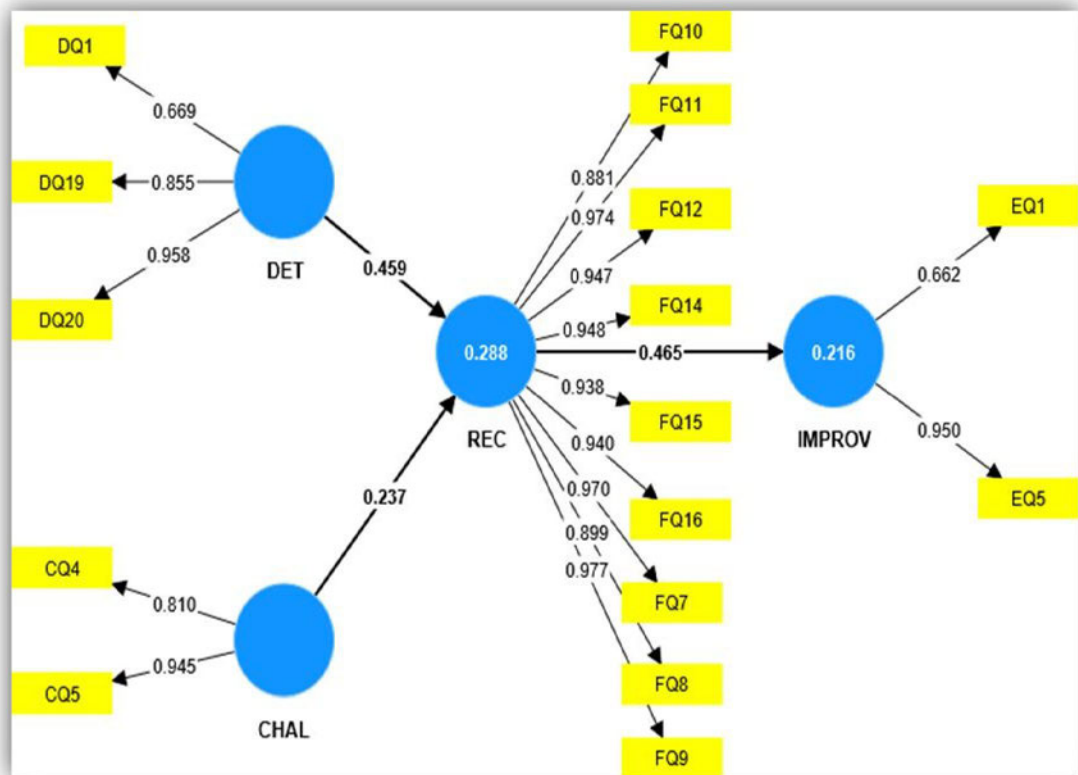 DQ1
0.669
DQ19
0.855
DQ20
0.958
DET
0.459
CQ4
0.810
CQ5
0.945
CHAL
0.237
0.288
REC
FQ10
0.881
FQ11
0.974
FQ12
0.947
FQ14
0.948
0.465
FQ15
0.938
FQ16
0.940
FQ7
0.970
FQ8
0.899
FQ9
0.977
0.216
IMPROV
EQ1
0.662
EQ5
0.950